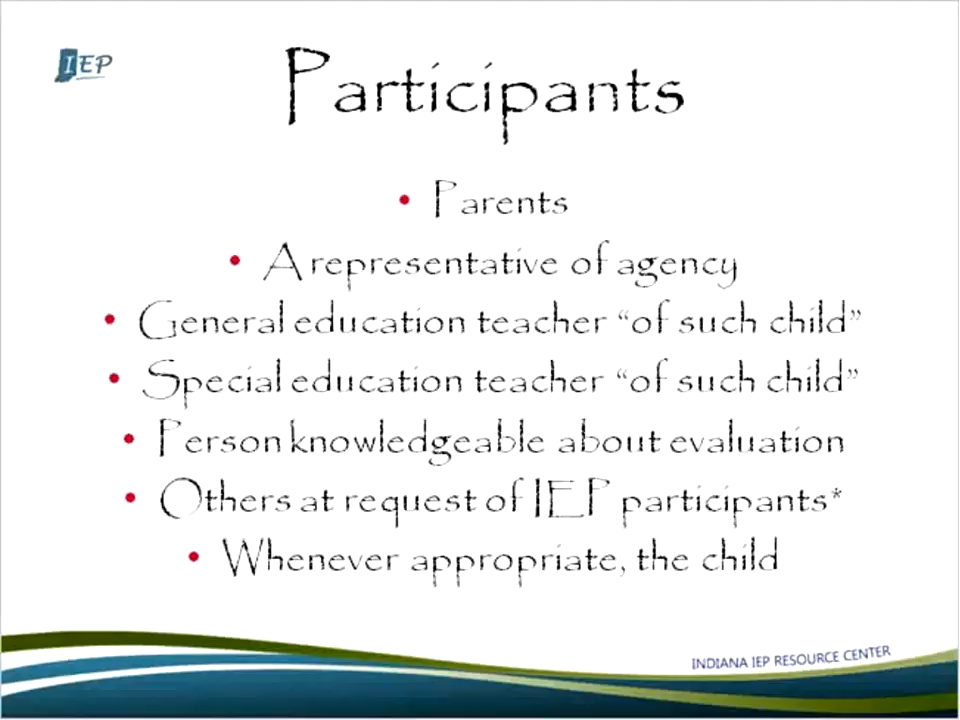 IEP
Participants
• Parents
• A representative of agency
• General education teacher “of such child”
• Special education teacher “of such child”
• Person knowledgeable about evaluation
• Others at request of IEP participants*
• Whenever appropriate, the child
INDIANA IEP RESOURCE CENTER